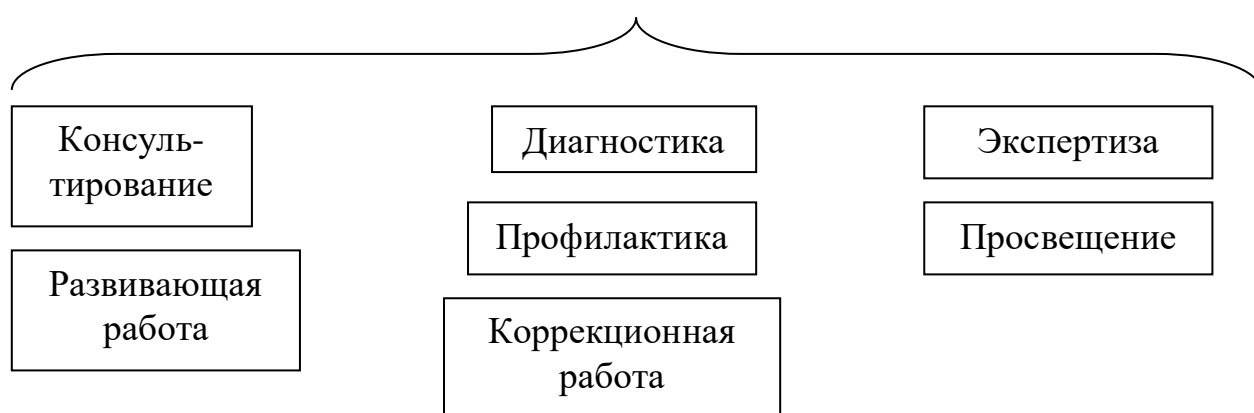 Консуль-
тирование
Диагностика
Экспертиза
Профилактика
Просвещение
Развивающая
работа
Коррекционная
работа